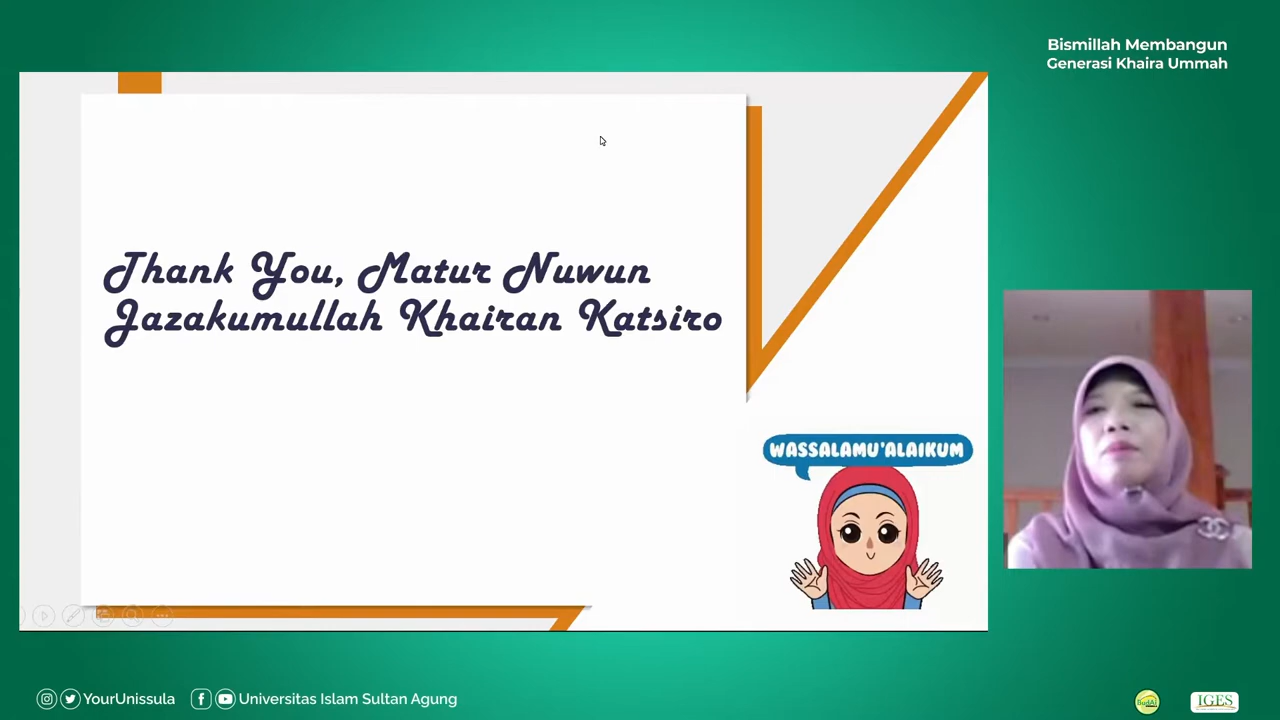 Bismillah Membangun
Generasi Khaira Ummah
Thank You, Matur Nuwun
Jazakumullah Khairan Katsiro
WASSALAMU'ALAIKUM
YourUnissula
Universitas Islam Sultan Agung
BudAI
IGES